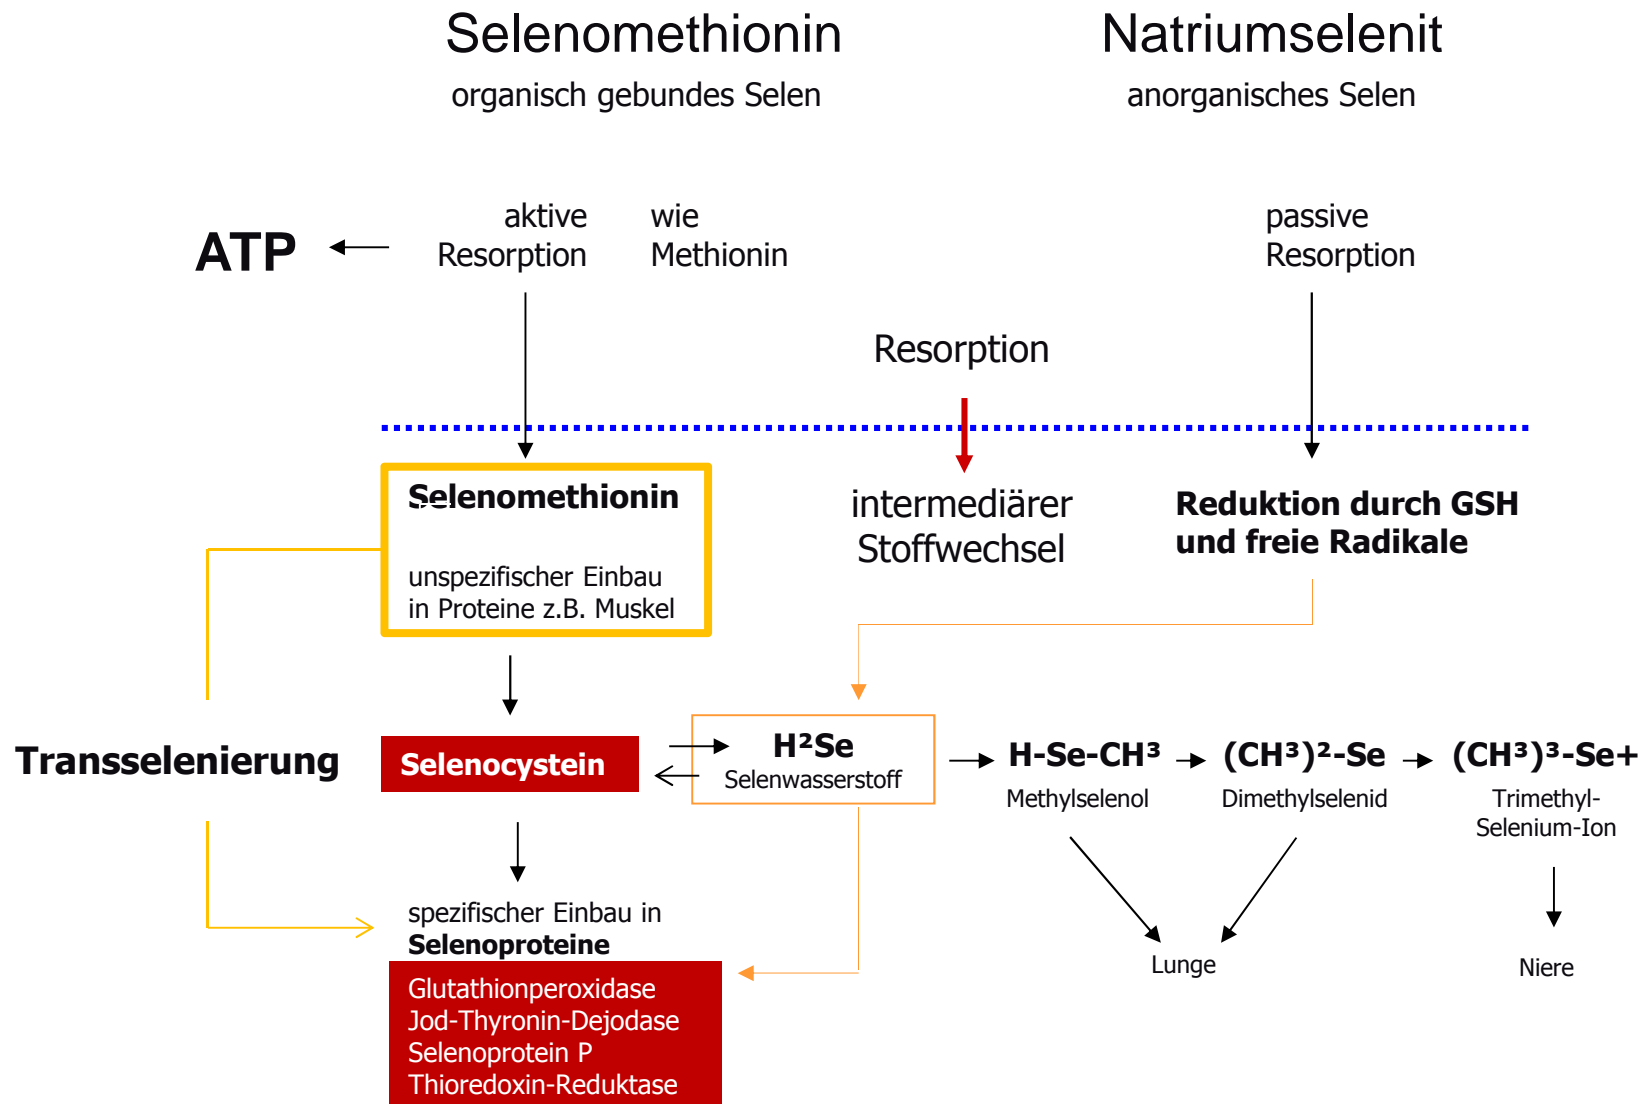 Selenomethionin
organisch gebundes Selen
Natriumselenit
anorganisches Selen
ATP
aktive
Resorption
wie
Methionin
passive
Resorption
Resorption
Selenomethionin
unspezifischer Einbau
in Proteine z.B. Muskel
intermediärer
Stoffwechsel
Reduktion durch GSH
und freie Radikale
Transselenierung
Selenocystein
H²Se
Selenwasserstoff
H-Se-CH³
Methylselenol
(CH³)²-Se
Dimethylselenid
(CH³)³-Se+
Trimethyl-
Selenium-Ion
spezifischer Einbau in
Selenoproteine
Glutathionperoxidase
Jod-Thyronin-Dejodase
Selenoprotein P
Thioredoxin-Reduktase
Lunge
Niere